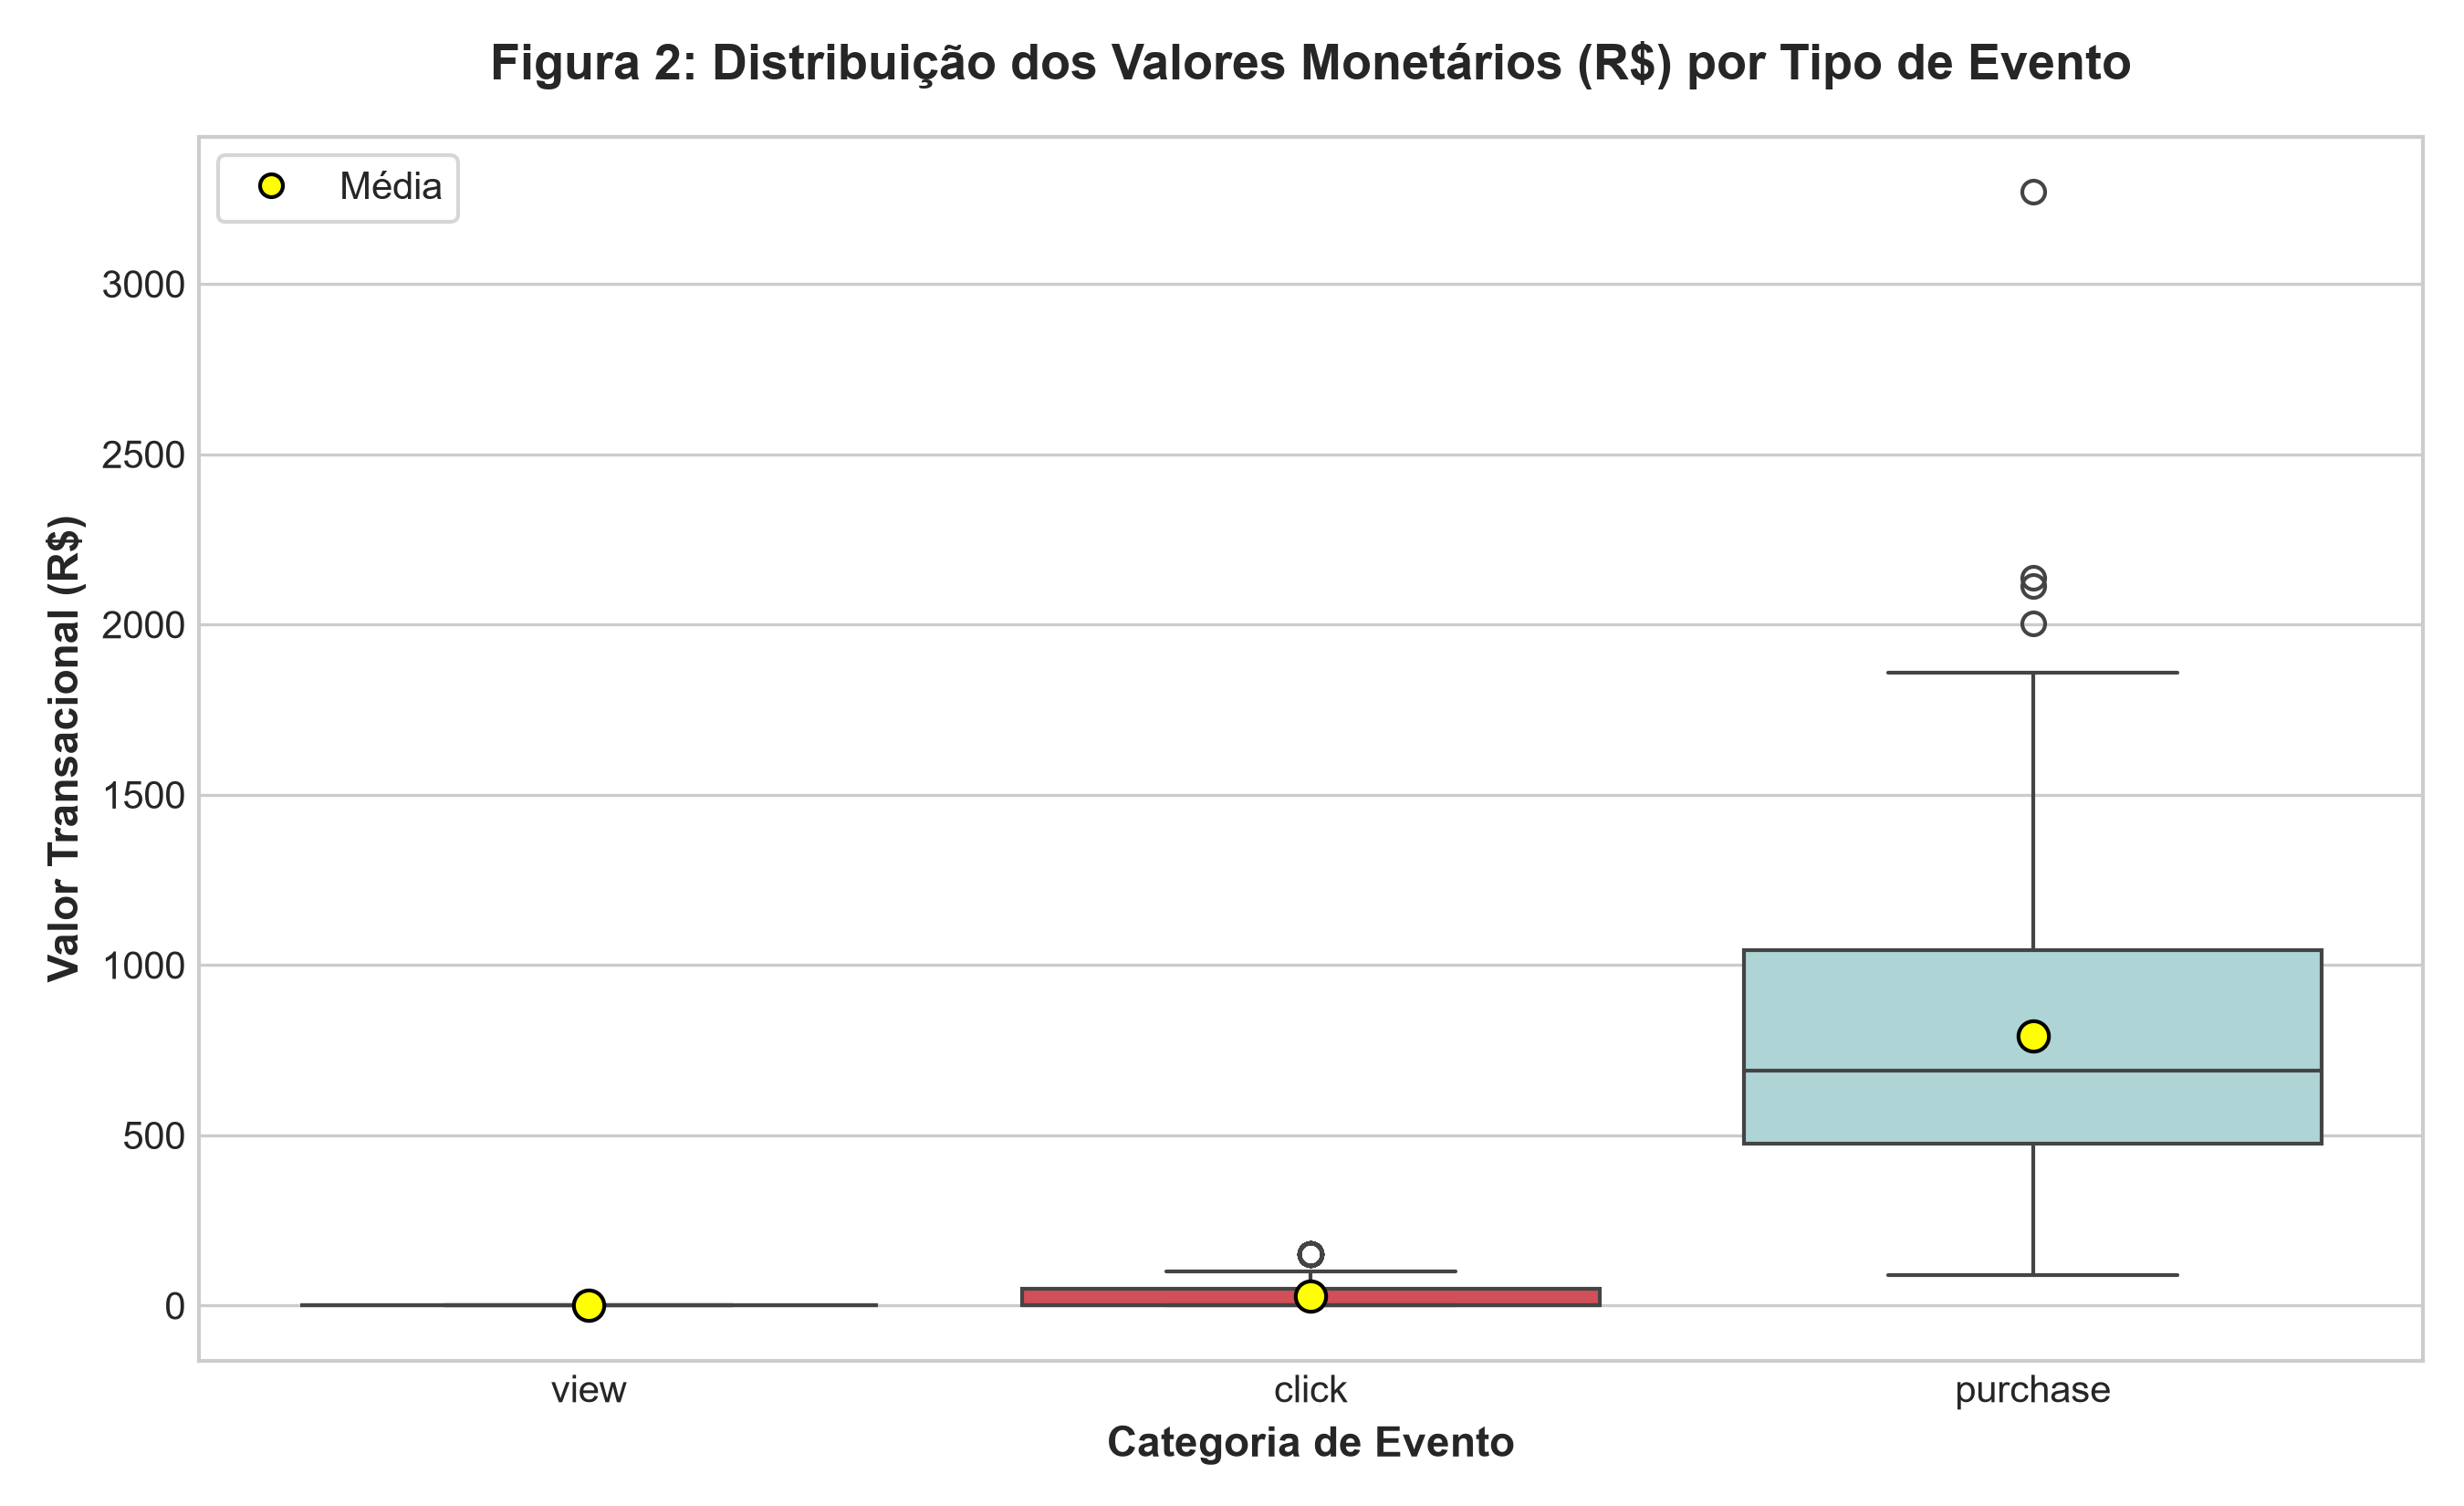 Figura 2: Distribuição dos Valores Monetários (R$) por Tipo de Evento
Média
3000
2500
2000
1500
1000
500
0
Valor Transacional (R$)
view
click
purchase
Categoria de Evento